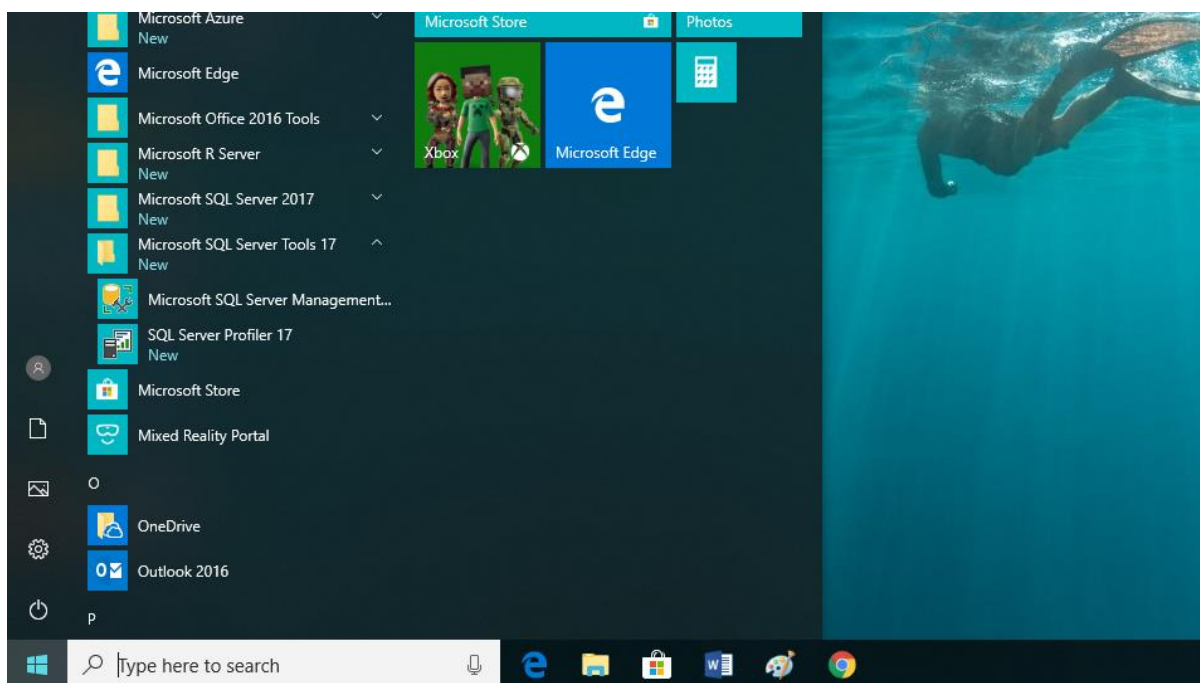 Microsoft Azure
New
Microsoft Edge
Microsoft Office 2016 Tools
Microsoft R Server
New
Microsoft SQL Server 2017
New
Microsoft SQL Server Tools 17
New
Microsoft SQL Server Management...
SQL Server Profiler 17
New
Microsoft Store
Mixed Reality Portal
O
OneDrive
Outlook 2016
P
Microsoft Store
Photos
Xbox
Microsoft Edge
Type here to search